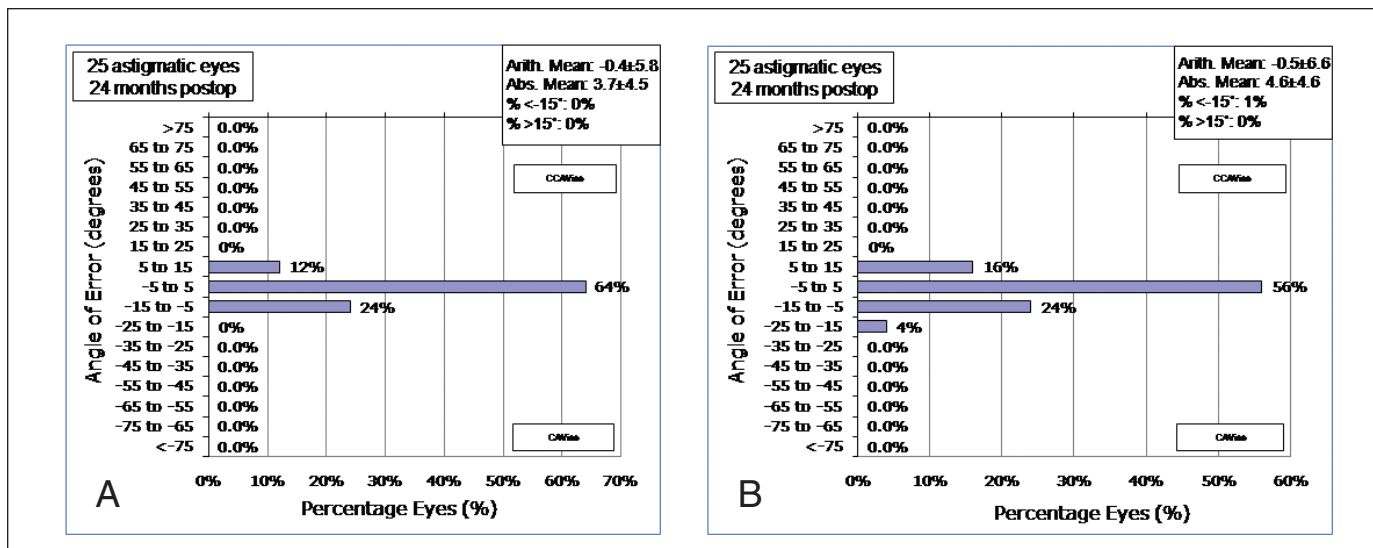 25 astigmatic eyes
24 months postop
Arith. Mean: -0.4±5.8
Abs. Mean: 3.7±4.5
% <-15°: 0%
% >15°: 0%
Angle of Error (degrees)
>75 0.0%
65 to 75 0.0%
55 to 65 0.0%
45 to 55 0.0%
35 to 45 0.0%
25 to 35 0.0%
15 to 25 0%
5 to 15 12%
-5 to 5 64%
-15 to -5 24%
-25 to -15 0%
-35 to -25 0.0%
-45 to -35 0.0%
-55 to -45 0.0%
-65 to -55 0.0%
-75 to -65 0.0%
<-75 0.0%
CCWise
CWise
0% 10% 20% 30% 40% 50% 60% 70%
Percentage Eyes (%)
A
25 astigmatic eyes
24 months postop
Arith. Mean: -0.5±6.6
Abs. Mean: 4.6±4.6
% <-15°: 1%
% >15°: 0%
Angle of Error (degrees)
>75 0.0%
65 to 75 0.0%
55 to 65 0.0%
45 to 55 0.0%
35 to 45 0.0%
25 to 35 0.0%
15 to 25 0%
5 to 15 16%
-5 to 5 56%
-15 to -5 24%
-25 to -15 4%
-35 to -25 0.0%
-45 to -35 0.0%
-55 to -45 0.0%
-65 to -55 0.0%
-75 to -65 0.0%
<-75 0.0%
CCWise
CWise
0% 10% 20% 30% 40% 50% 60%
Percentage Eyes (%)
B